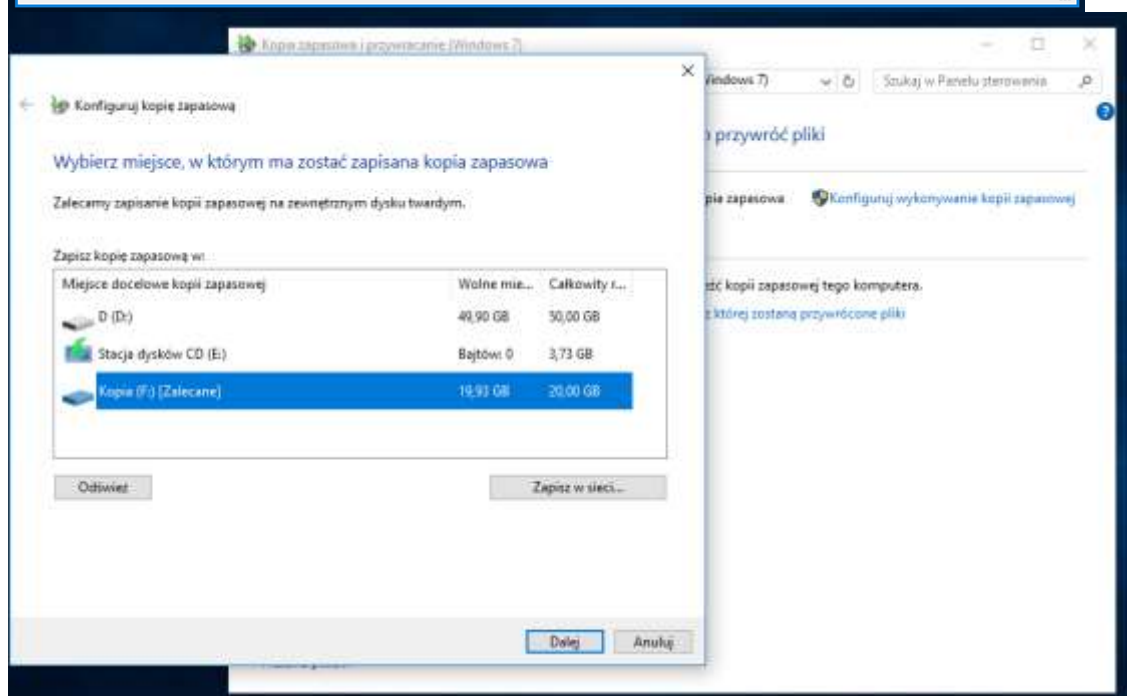 Kopia zapasowa i przywracanie (Windows 7)
Windows 7)
Szukaj w Panelu sterowania
Konfiguruj kopię zapasową
przywróć pliki
Wybierz miejsce, w którym ma zostać zapisana kopia zapasowa
Zalecamy zapisanie kopii zapasowej na zewnętrznym dysku twardym.
pia zapasowa
Konfiguruj wykonywanie kopii zapasowej
Zapisz kopię zapasową w:
Miejsce docelowe kopii zapasowej Wolne mie... Całkowity r...
eźć kopii zapasowej tego komputera.
D (D:) 49,90 GB 50,00 GB
z której zostaną przywrócone pliki
Stacja dysków CD (E:) Bajtów: 0 3,73 GB
Kopia (F:) [Zalecane] 19,93 GB 20,00 GB
Odśwież Zapisz w sieci...
Dalej Anuluj